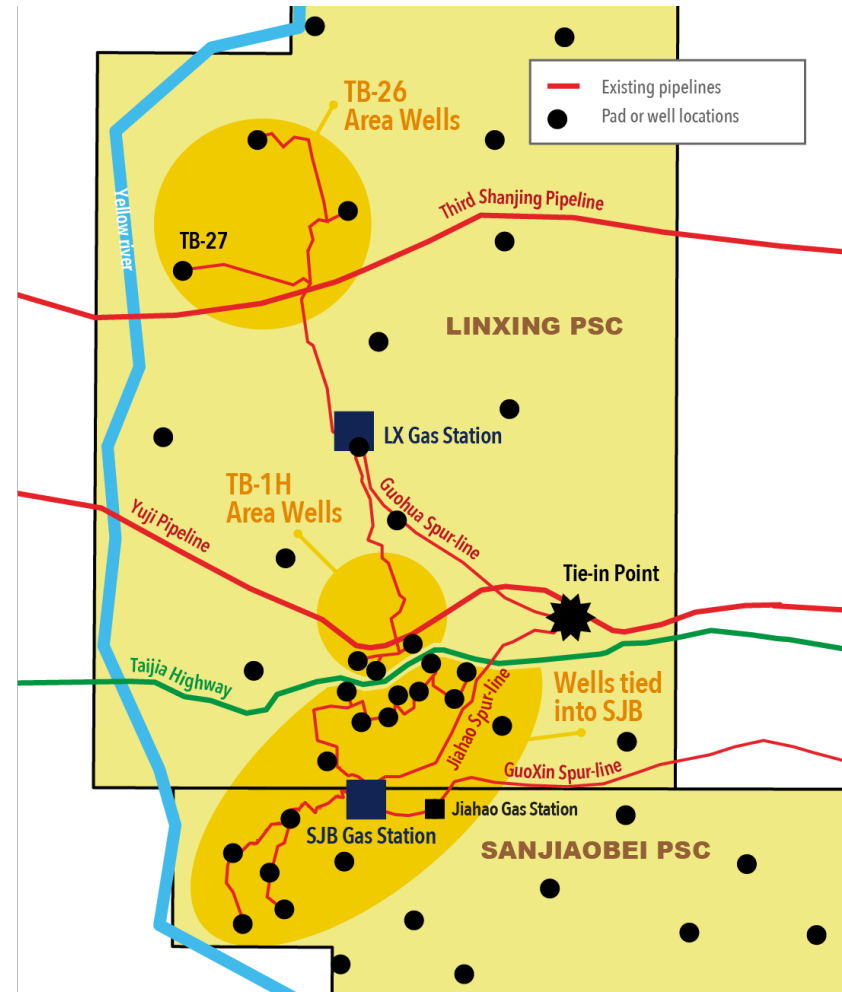 TB-26
Area Wells
Existing pipelines
Pad or well locations
Yellow river
Third Shanjing Pipeline
TB-27
LINXING PSC
LX Gas Station
TB-1H
Area Wells
Guohua Spur-line
Yuji Pipeline
Tie-in Point
Taijia Highway
Wells tied
into SJB
Jiahao Spur-line
GuoXin Spur-line
Jiahao Gas Station
SJB Gas Station
SANJIAOBEI PSC